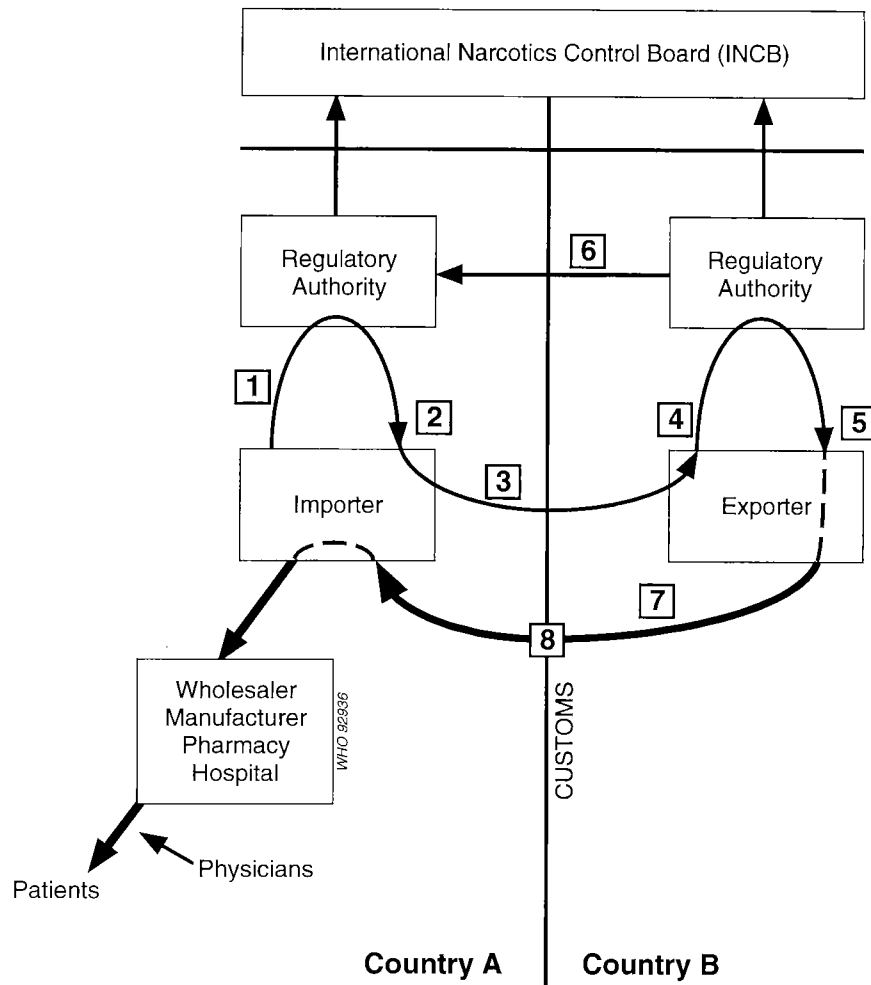 International Narcotics Control Board (INCB)
Regulatory
Authority
6
Regulatory
Authority
1
2
3
4
5
Importer
Exporter
7
8
Wholesaler
Manufacturer
Pharmacy
Hospital
WHO 92936
CUSTOMS
Physicians
Patients
Country A
Country B